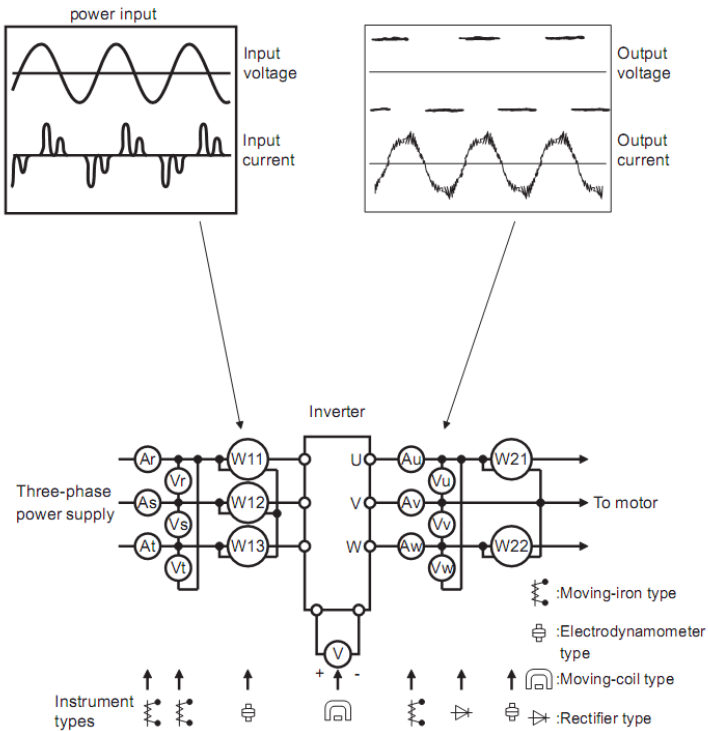 power input
Input
voltage
Input
current
Output
voltage
Output
current
Inverter
Three-phase
power supply
Ar
Vr
W11
U
Au
Vu
W21
As
Vs
W12
V
Av
Vv
To motor
At
Vt
W13
W
Aw
Vw
W22
V
+ -
Instrument
types
:Moving-iron type
:Electrodynamometer
type
:Moving-coil type
:Rectifier type